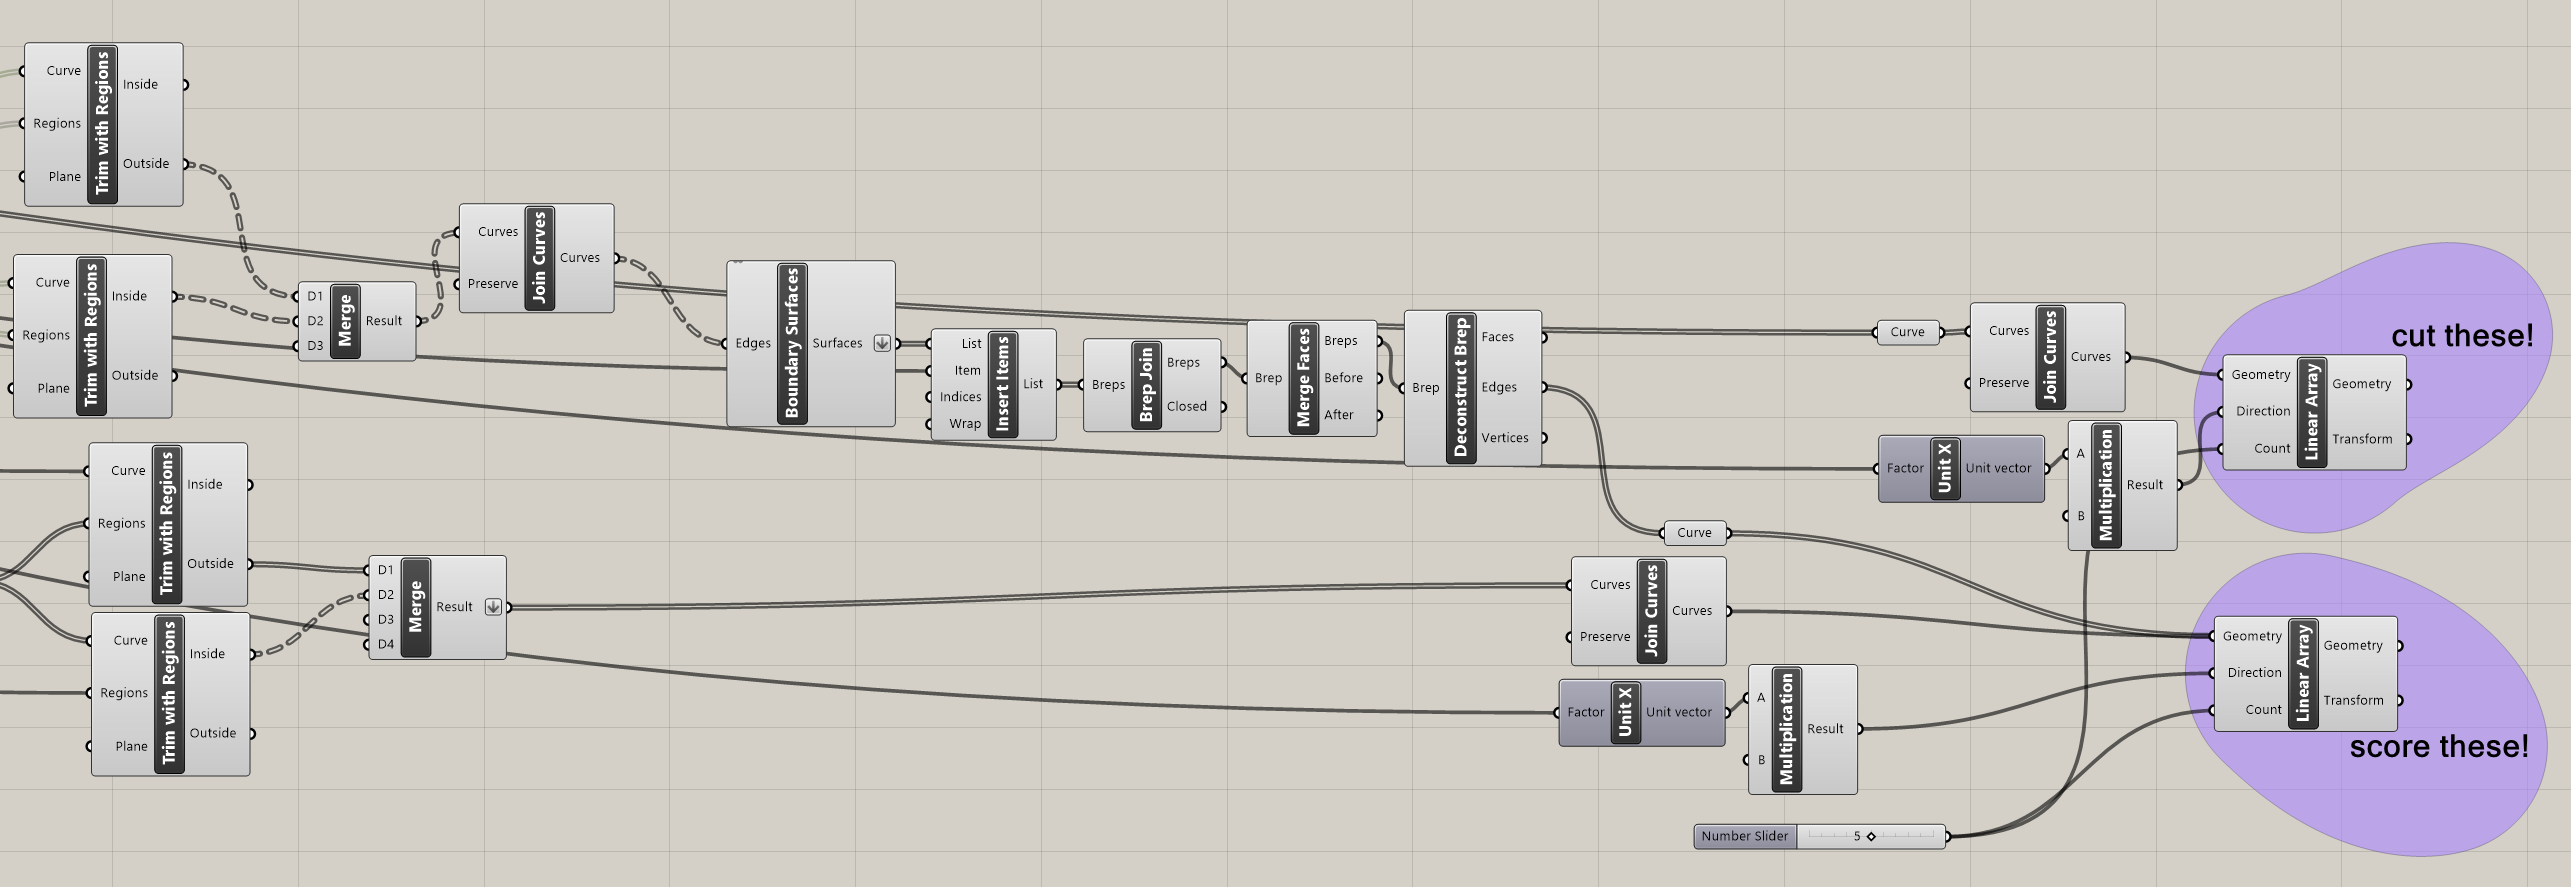 Curve
Regions
Plane
Trim with Regions
Inside
Outside
Curve
Regions
Plane
Trim with Regions
Inside
Outside
D1
D2
D3
Merge
Result
Curves
Preserve
Join Curves
Curves
Edges
Boundary Surfaces
Surfaces
List
Item
Indices
Wrap
Insert Items
List
Breps
Brep Join
Breps
Closed
Brep
Merge Faces
Breps
Before
After
Brep
Deconstruct Brep
Faces
Edges
Vertices
Curve
Curves
Preserve
Join Curves
Curves
cut these!
Geometry
Direction
Count
Linear Array
Geometry
Transform
Factor
Unit X
Unit vector
A
B
Multiplication
Result
Curve
Regions
Plane
Trim with Regions
Inside
Outside
Curve
Regions
Plane
Trim with Regions
Inside
Outside
D1
D2
D3
D4
Merge
Result
Curve
Curves
Preserve
Join Curves
Curves
Factor
Unit X
Unit vector
A
B
Multiplication
Result
Geometry
Direction
Count
Linear Array
Geometry
Transform
score these!
Number Slider
5